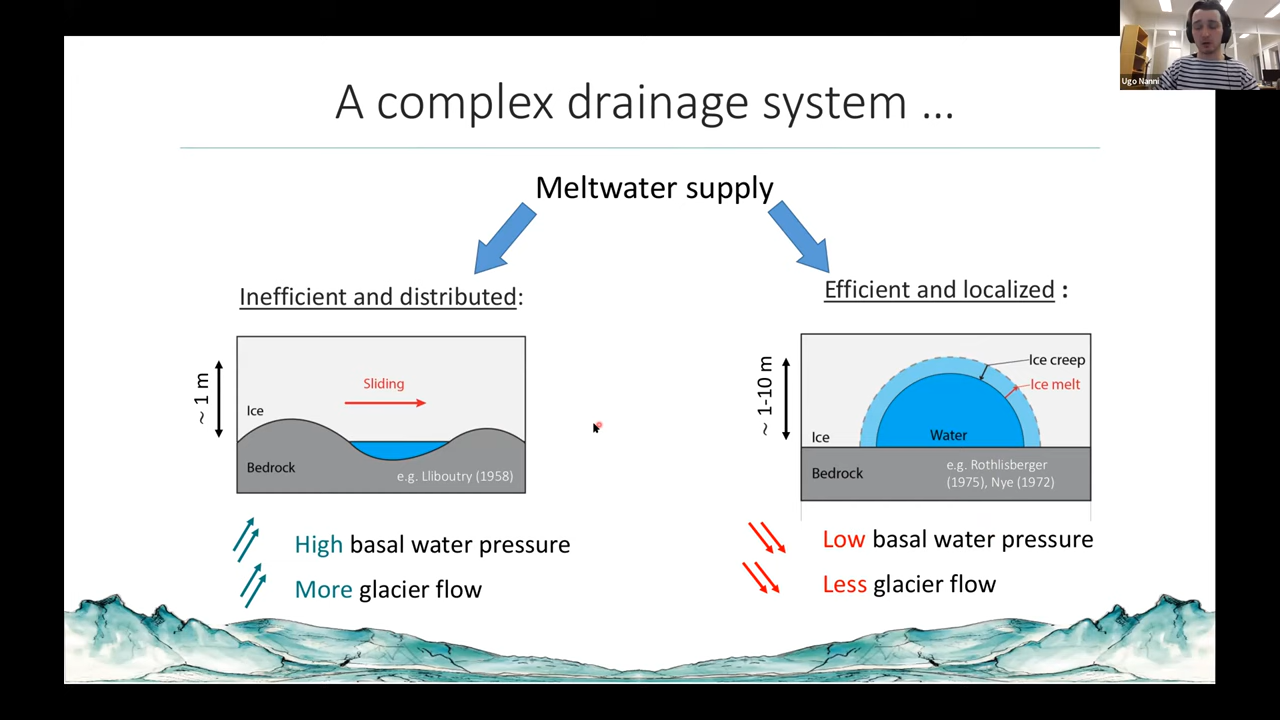 Ugo Nanni
A complex drainage system ...
Meltwater supply
Inefficient and distributed:
~ 1 m
Sliding
Ice
Bedrock
e.g. Lliboutry (1958)
High basal water pressure
More glacier flow
Efficient and localized :
~ 1-10 m
Ice creep
Ice melt
Ice
Water
Bedrock
e.g. Rothlisberger
(1975), Nye (1972)
Low basal water pressure
Less glacier flow